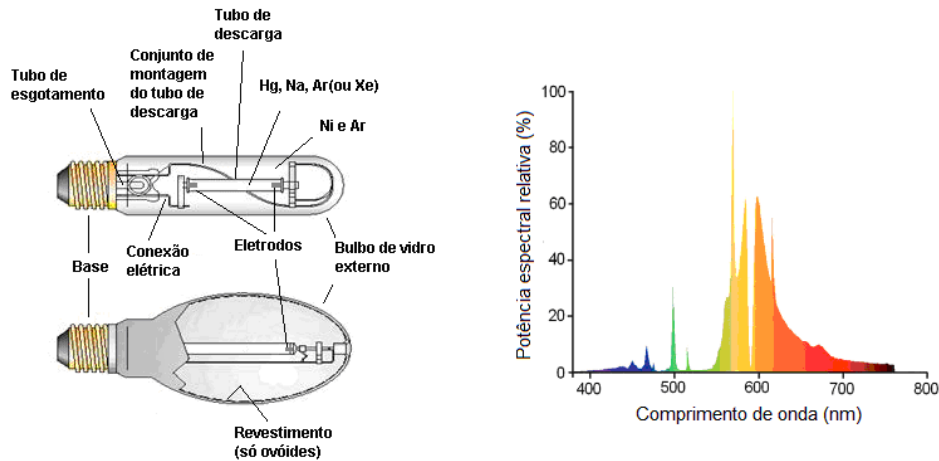 Tubo de
descarga
Conjunto de
montagem
do tubo de
descarga
Tubo de
esgotamento
Hg, Na, Ar(ou Xe)
Ni e Ar
Conexão
elétrica
Eletrodos
Bulbo de vidro
externo
Base
Revestimento
(só ovóides)
Potência espectral relativa (%)
100
80
60
40
20
0
400
500
600
700
800
Comprimento de onda (nm)